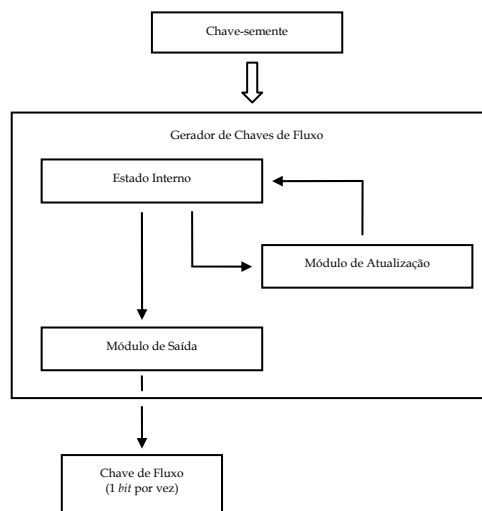 Chave-semente
Gerador de Chaves de Fluxo
Estado Interno
Módulo de Atualização
Módulo de Saída
Chave de Fluxo
(1 bit por vez)